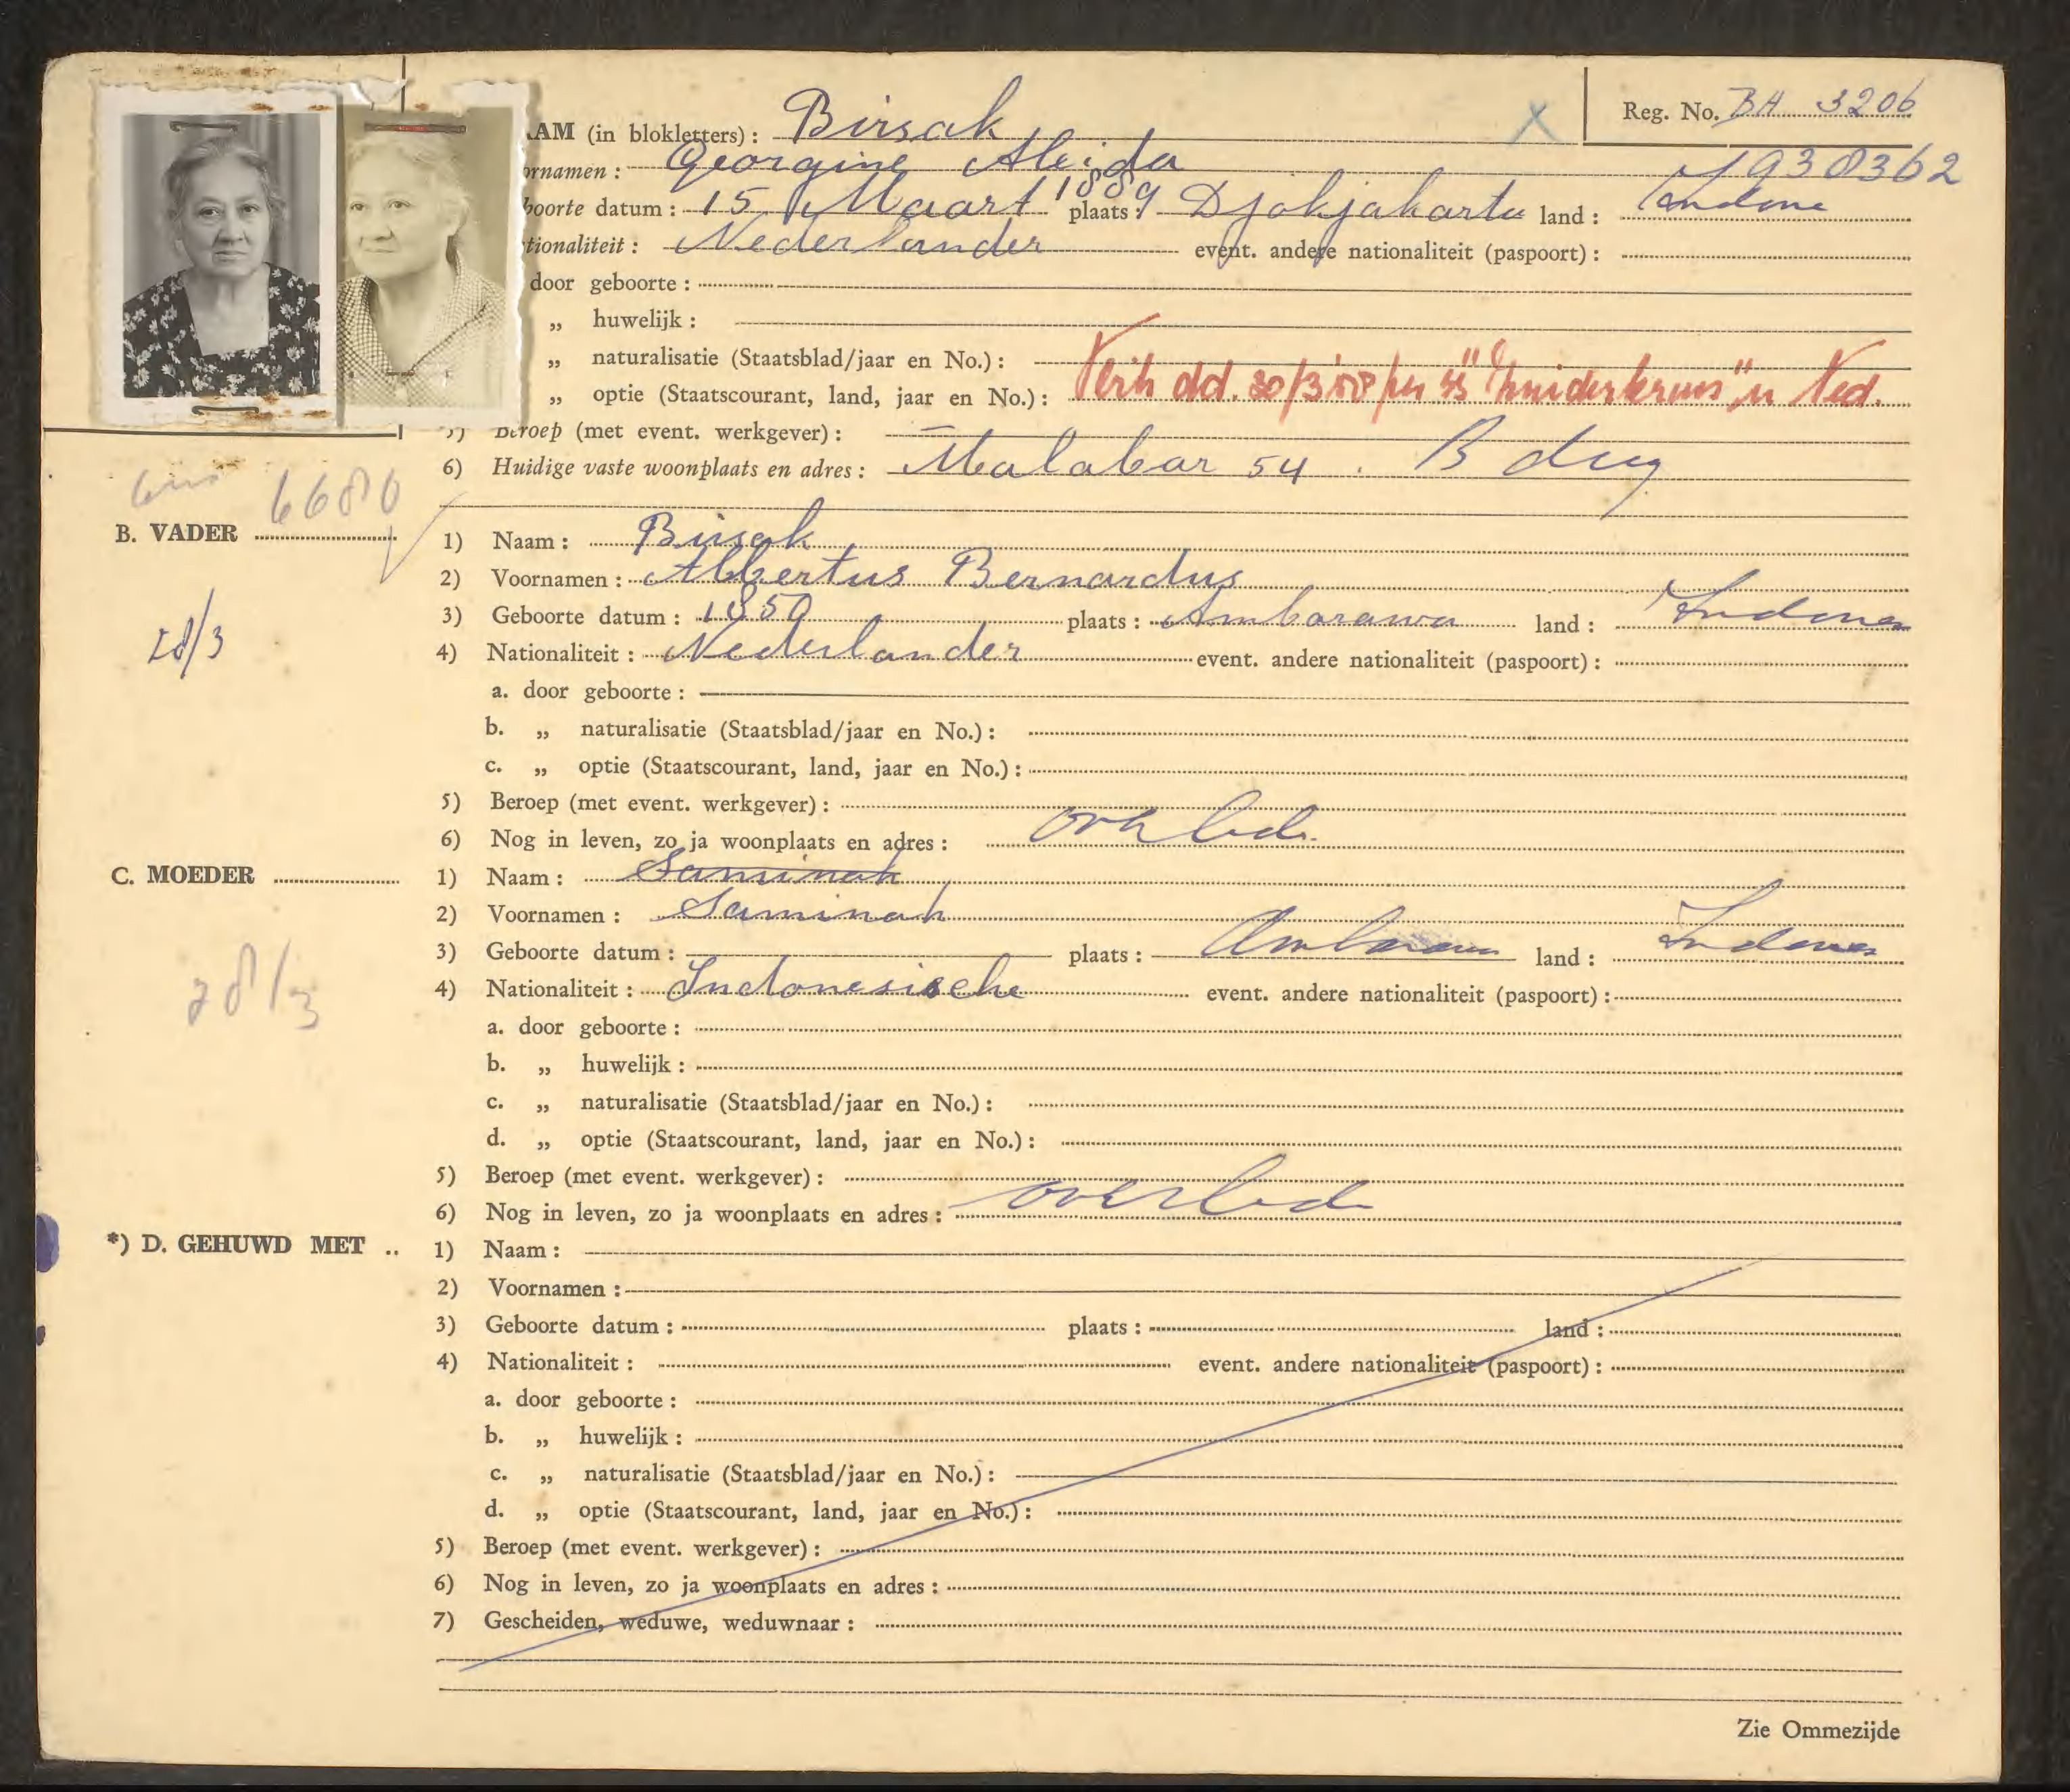 AAM (in blokletters) : Birsak
Reg. No. BA 3206
X
ornamen : Georgine Aleida
J 930362
boorte datum : 15 Maart 1889 plaats : Djokjakarta land : Indone
tionaliteit : Nederlander event. andere nationaliteit (paspoort) :
door geboorte :
„ huwelijk :
„ naturalisatie (Staatsblad/jaar en No.) :
„ optie (Staatscourant, land, jaar en No.) : dd. 30/3 58 per ss "Zuiderkruis" n Ned.
5) Beroep (met event. werkgever) :
6) Huidige vaste woonplaats en adres : Malabar 54 . Bdug
6680
B. VADER
1) Naam : Birsak
2) Voornamen : Albertus Bernardus
3) Geboorte datum : 1850 plaats : Ambarawa land : Indones
28/3
4) Nationaliteit : Nederlander event. andere nationaliteit (paspoort) :
a. door geboorte :
b. „ naturalisatie (Staatsblad/jaar en No.) :
c. „ optie (Staatscourant, land, jaar en No.) :
5) Beroep (met event. werkgever) :
6) Nog in leven, zo ja woonplaats en adres : overled.
C. MOEDER
1) Naam : Saminah
2) Voornamen : Saminah
3) Geboorte datum : plaats : Ambarawa land : Indones
28/3
4) Nationaliteit : Indonesische event. andere nationaliteit (paspoort) :
a. door geboorte :
b. „ huwelijk :
c. „ naturalisatie (Staatsblad/jaar en No.) :
d. „ optie (Staatscourant, land, jaar en No.) :
5) Beroep (met event. werkgever) :
6) Nog in leven, zo ja woonplaats en adres : overled
*) D. GEHUWD MET ..
1) Naam :
2) Voornamen :
3) Geboorte datum : plaats : land :
4) Nationaliteit : event. andere nationaliteit (paspoort) :
a. door geboorte :
b. „ huwelijk :
c. „ naturalisatie (Staatsblad/jaar en No.) :
d. „ optie (Staatscourant, land, jaar en No.) :
5) Beroep (met event. werkgever) :
6) Nog in leven, zo ja woonplaats en adres :
7) Gescheiden, weduwe, weduwnaar :
Zie Ommezijde